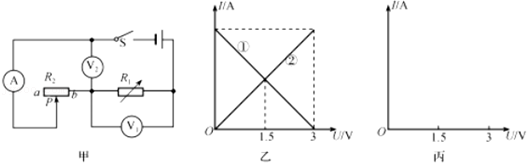 S
A
V₂
R₂
R₁
a
b
P
V₁
甲
I/A
①
②
O
1.5
3
U/V
乙
I/A
O
1.5
3
U/V
丙